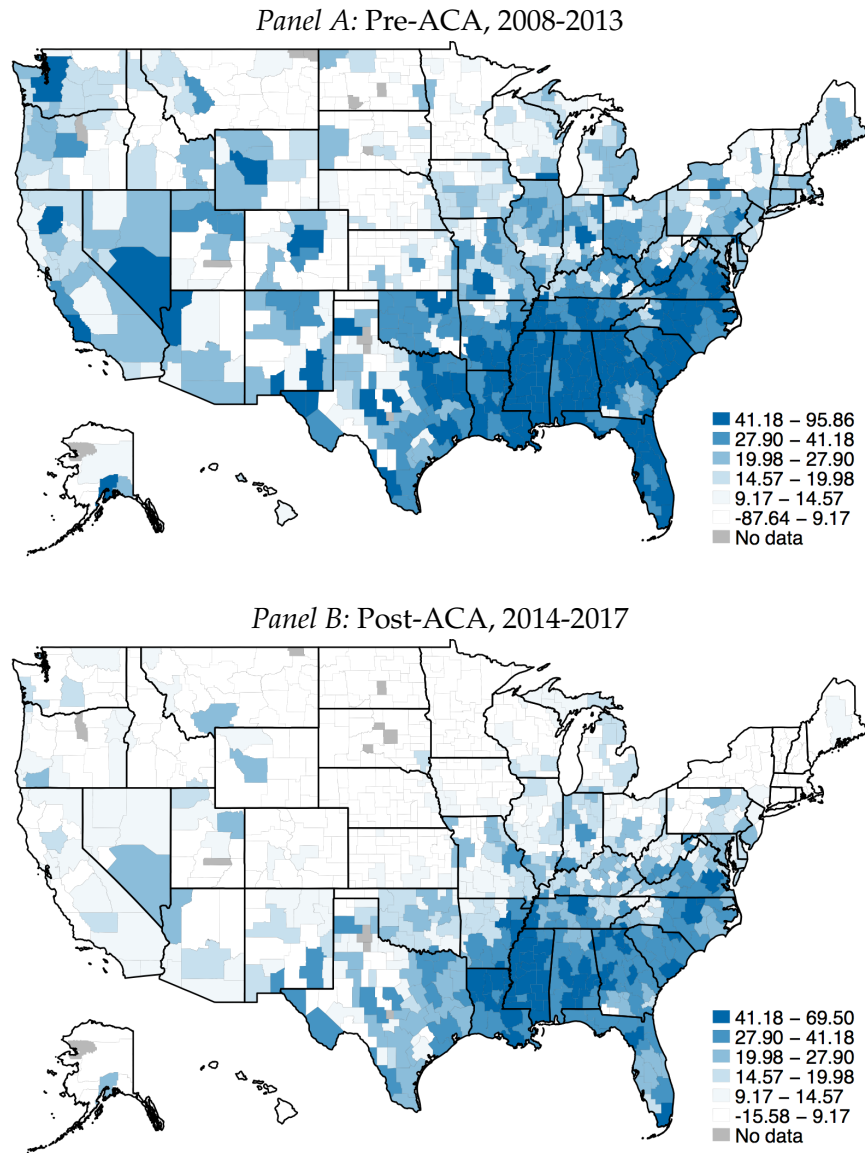 Panel A: Pre-ACA, 2008-2013
41.18 – 95.86
27.90 – 41.18
19.98 – 27.90
14.57 – 19.98
9.17 – 14.57
-87.64 – 9.17
No data
Panel B: Post-ACA, 2014-2017
41.18 – 69.50
27.90 – 41.18
19.98 – 27.90
14.57 – 19.98
9.17 – 14.57
-15.58 – 9.17
No data